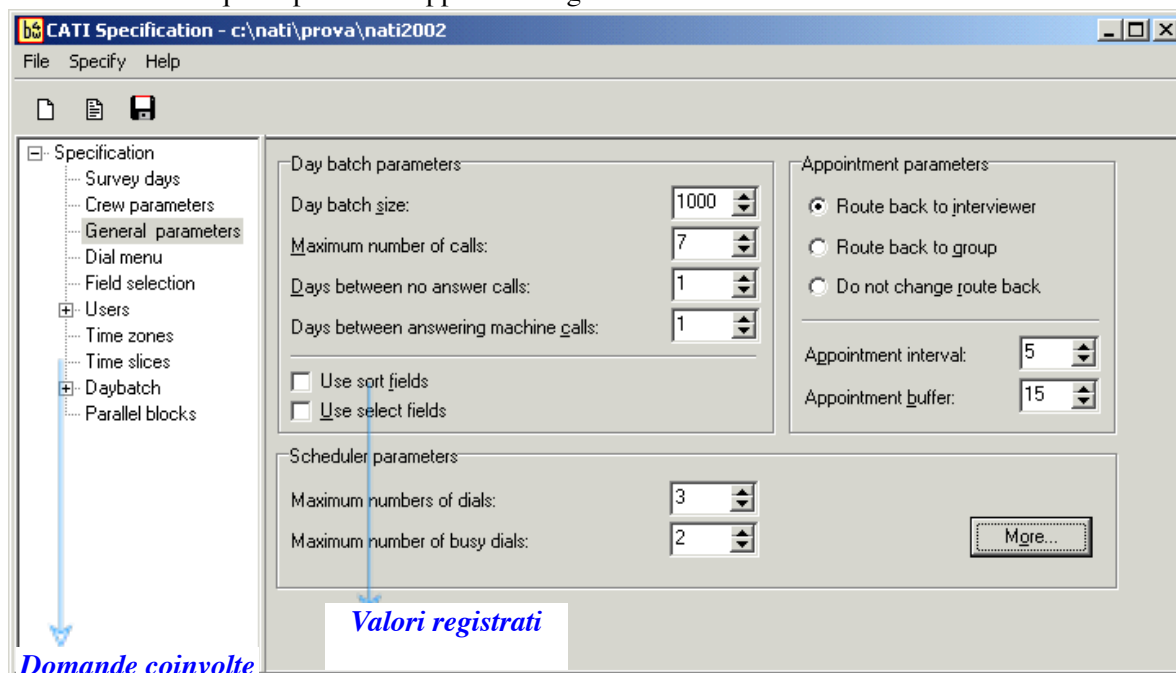 CATI Specification - c:\nati\prova\nati2002
File Specify Help
Specification
Survey days
Crew parameters
General parameters
Dial menu
Field selection
Users
Time zones
Time slices
Daybatch
Parallel blocks
Day batch parameters
Day batch size: 1000
Maximum number of calls: 7
Days between no answer calls: 1
Days between answering machine calls: 1
Use sort fields
Use select fields
Appointment parameters
Route back to interviewer
Route back to group
Do not change route back
Appointment interval: 5
Appointment buffer: 15
Scheduler parameters
Maximum numbers of dials: 3
Maximum number of busy dials: 2
More...
Valori registrati
Domande coinvolte